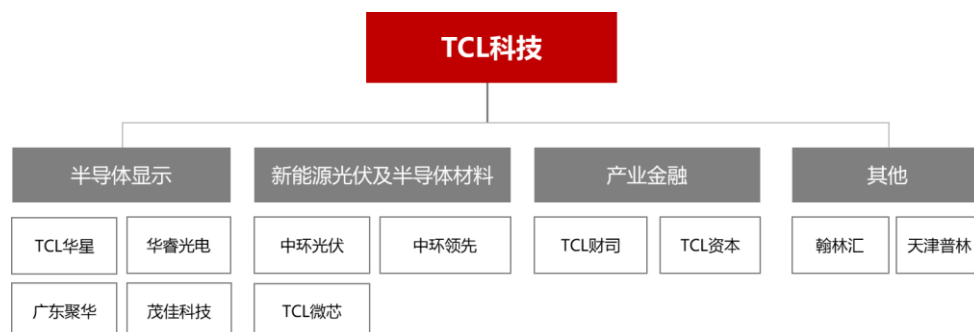 TCL科技
半导体显示
新能源光伏及半导体材料
产业金融
其他
TCL华星
华睿光电
中环光伏
中环领先
TCL财司
TCL资本
翰林汇
天津普林
广东聚华
茂佳科技
TCL微芯